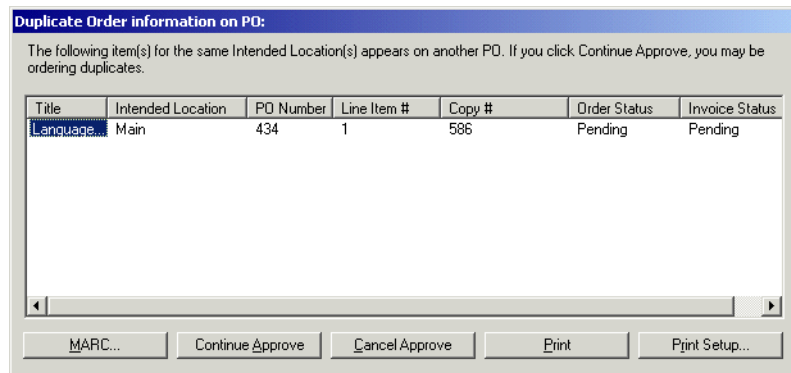 Duplicate Order information on PO:
The following item(s) for the same Intended Location(s) appears on another PO. If you click Continue Approve, you may be
ordering duplicates.
Title Intended Location PO Number Line Item # Copy # Order Status Invoice Status
Language... Main 434 1 586 Pending Pending
MARC... Continue Approve Cancel Approve Print Print Setup...